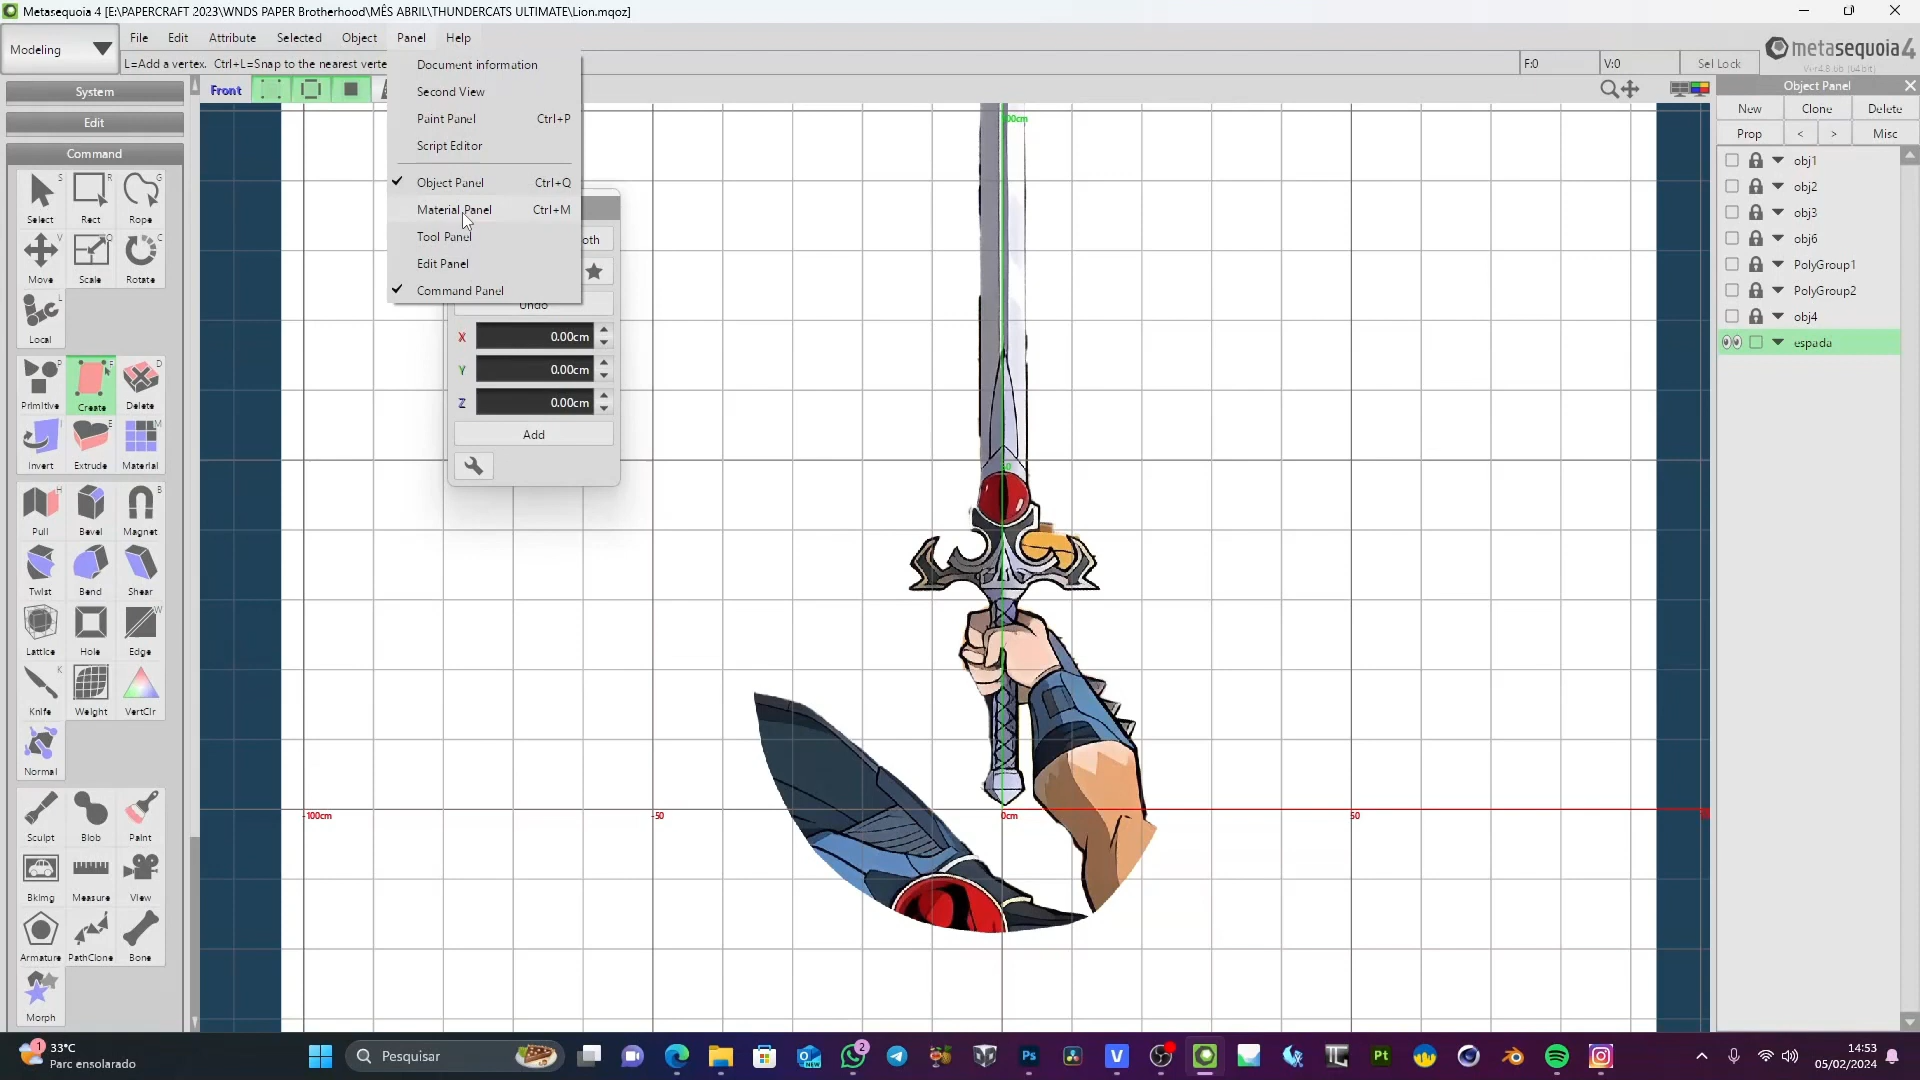 Metasequoia 4 [E:\PAPERCRAFT 2023\WNDS PAPER Brotherhood\MÊS ABRIL\THUNDERCATS ULTIMATE\Lion.mqoz]
Modeling
File Edit Attribute Selected Object Panel Help
metasequoia 4
L=Add a vertex. Ctrl+L=Snap to the nearest verte
F:0 V:0 Sel Lock
Front
Document information
Second View
Paint Panel Ctrl+P
Script Editor
Object Panel Ctrl+Q
Material Panel Ctrl+M
Tool Panel
Edit Panel
Command Panel
oth
Undo
X 0.00cm
Y 0.00cm
Z 0.00cm
Add
System
Edit
Command
Select S
Rect R
Rope G
Move V
Scale Q
Rotate C
Local L
Primitive P
Create F
Delete D
Invert I
Extrude E
Material M
Pull H
Bevel
Magnet B
Twist
Bend
Shear
Lattice
Hole
Edge W
Knife K
Weight
VertClr
Normal
Sculpt
Blob
Paint
BkImg
Measure
View
Armature
PathClone
Bone
Morph
-100cm
-50
0cm
50
Object Panel
New Clone Delete
Prop < > Misc
obj1
obj2
obj3
obj6
PolyGroup1
PolyGroup2
obj4
espada
1
33°C
Parc ensolarado
Pesquisar
2
14:53
05/02/2024